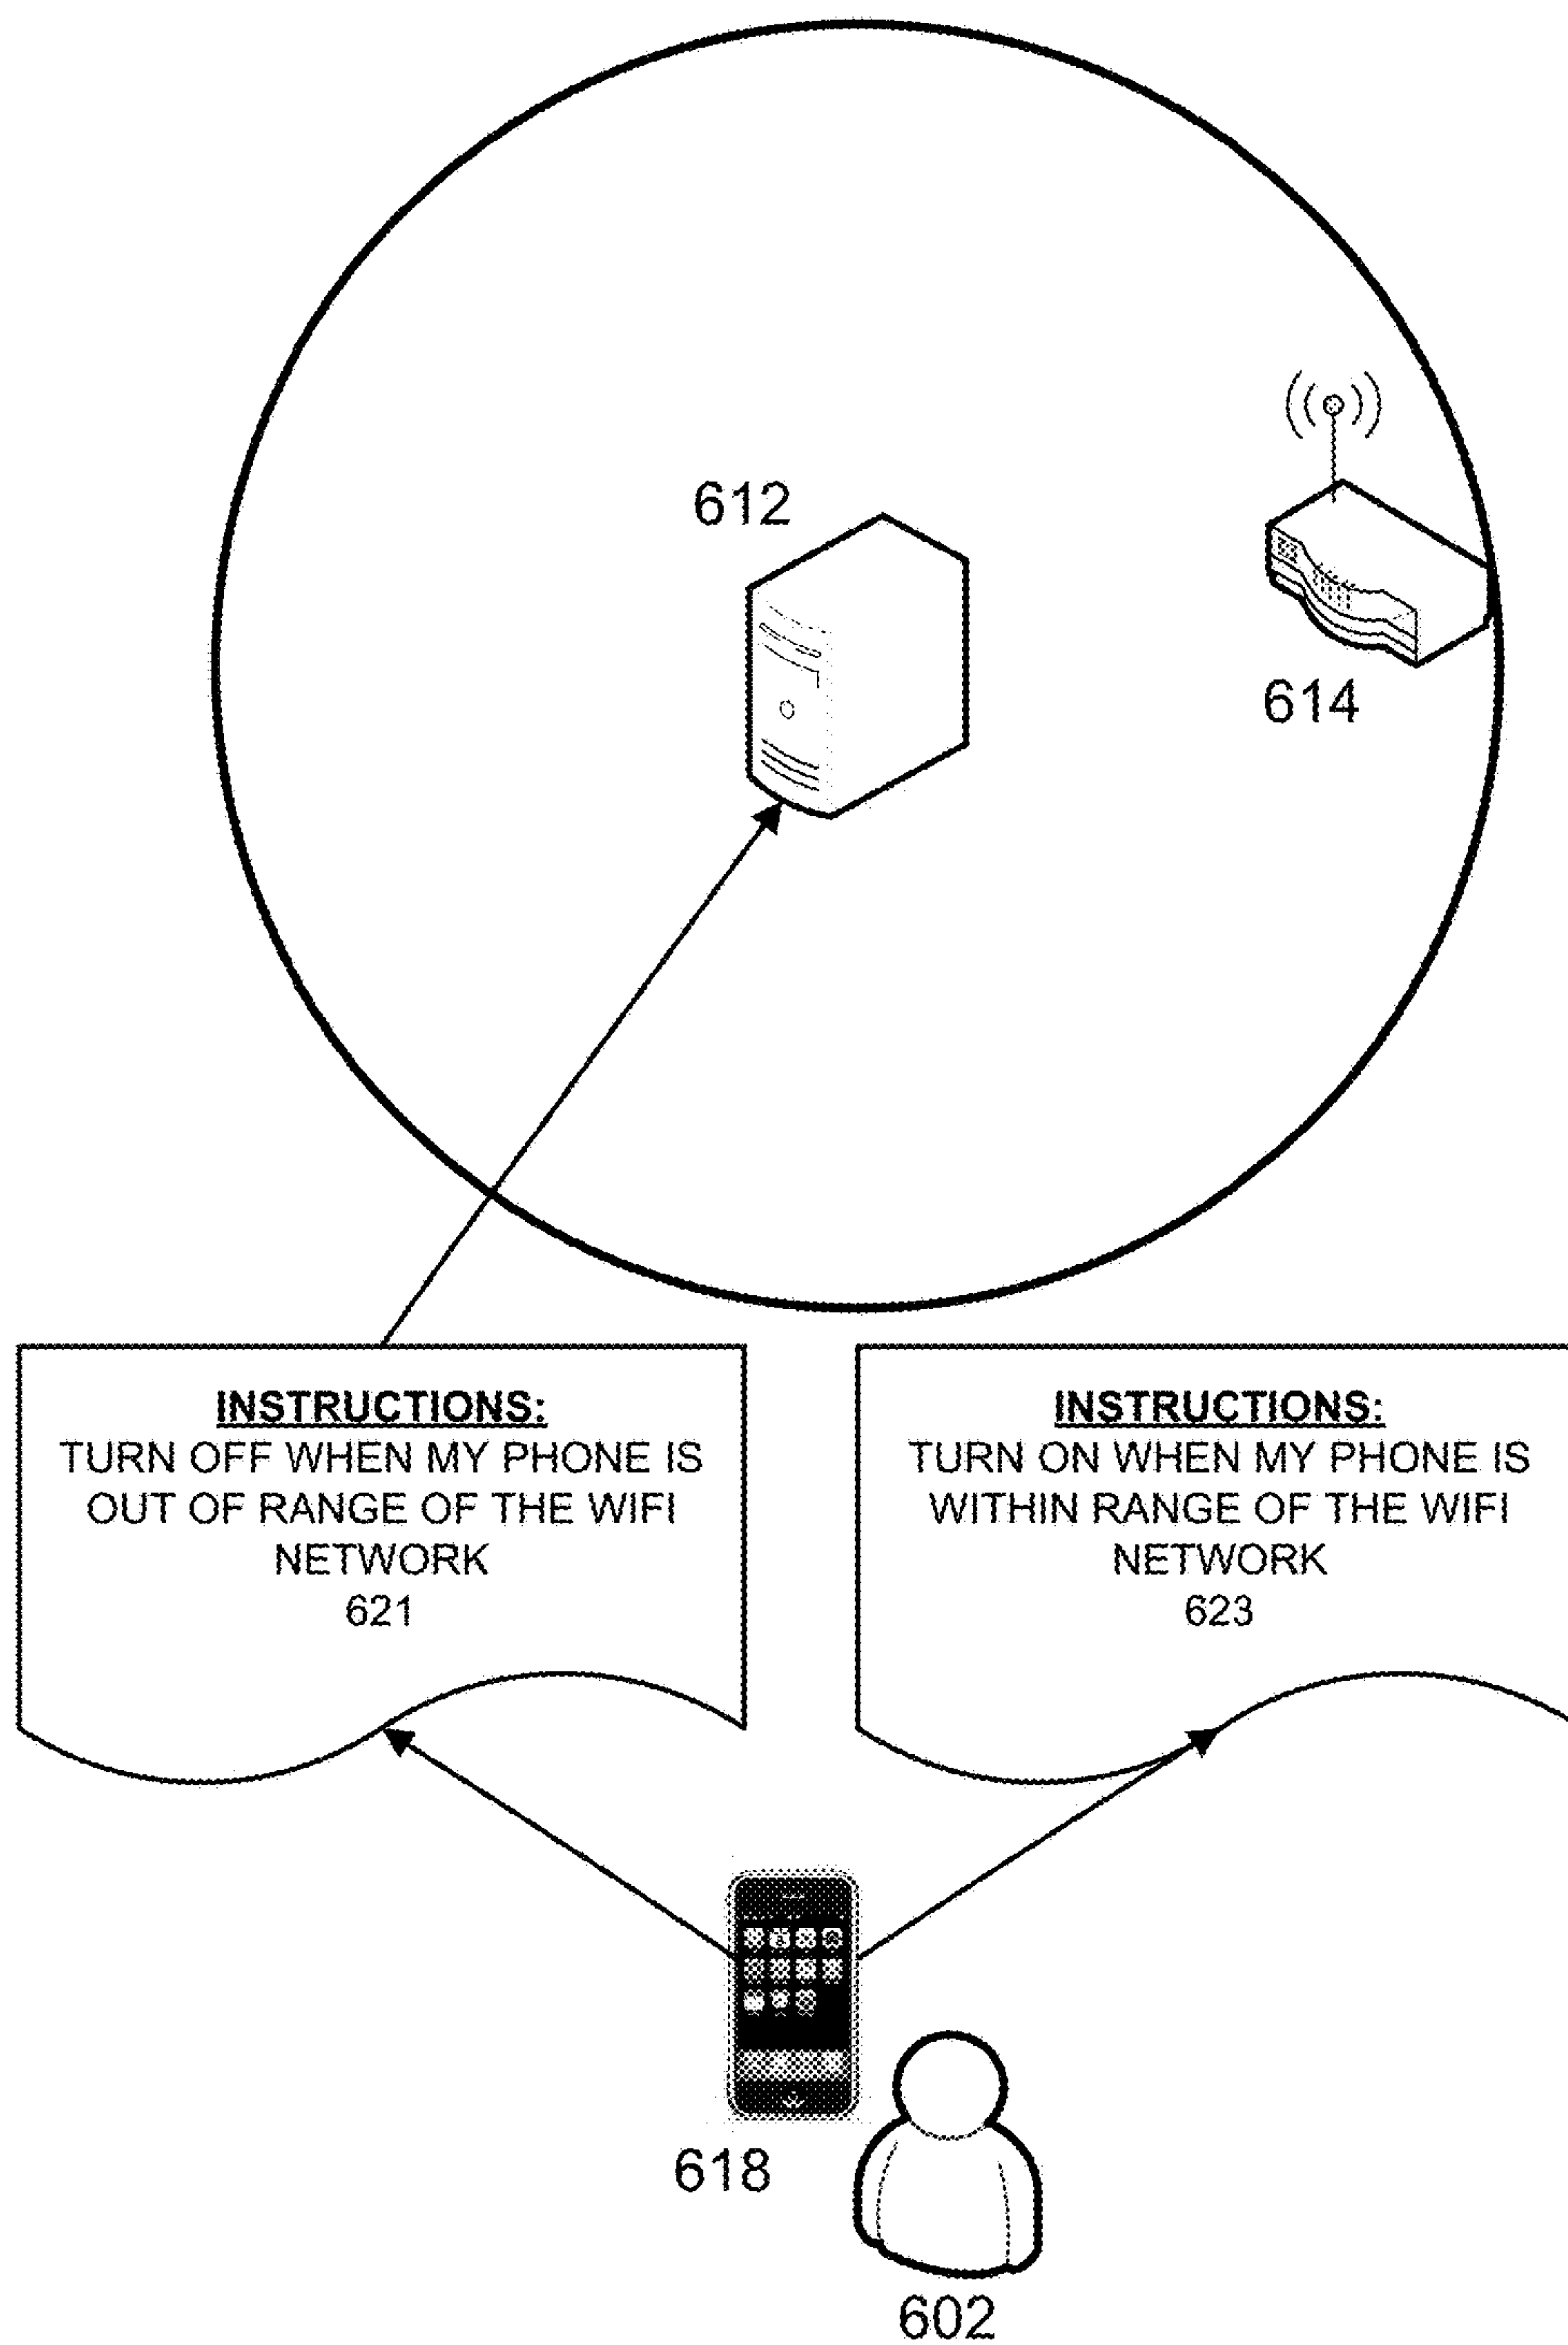 612
614
INSTRUCTIONS:
TURN OFF WHEN MY PHONE IS
OUT OF RANGE OF THE WIFI
NETWORK
621
INSTRUCTIONS:
TURN ON WHEN MY PHONE IS
WITHIN RANGE OF THE WIFI
NETWORK
623
618
602